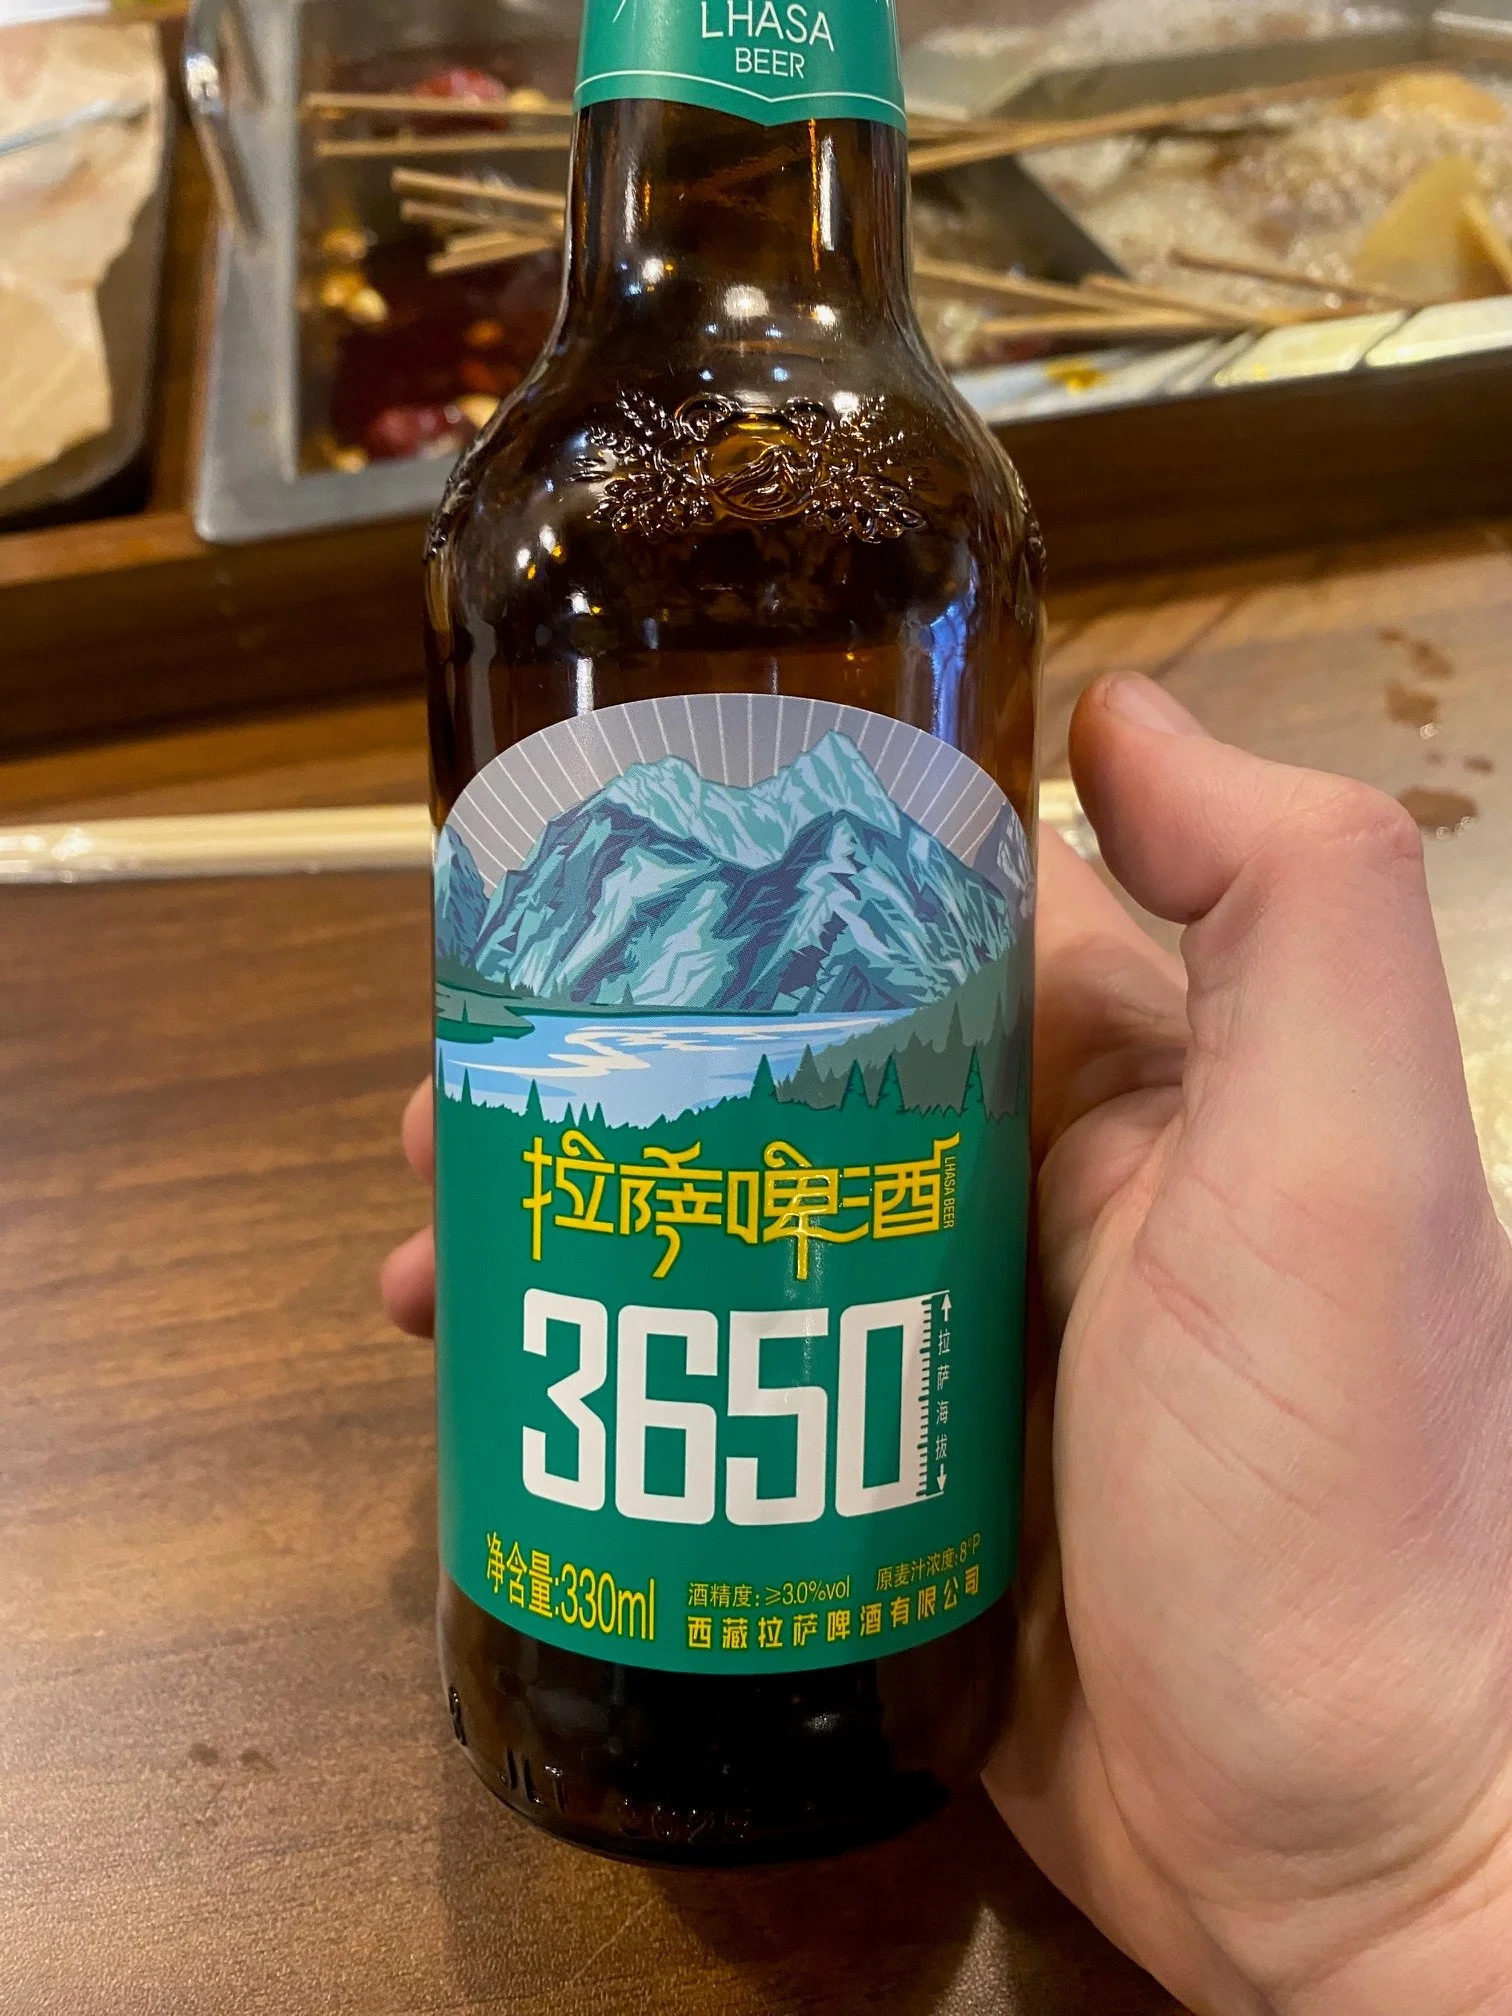 LHASA
BEER
拉萨啤酒
LHASA BEER
3650
拉萨海拔
净含量:330ml
酒精度:≥3.0%vol
原麦汁浓度:8°P
西藏拉萨啤酒有限公司